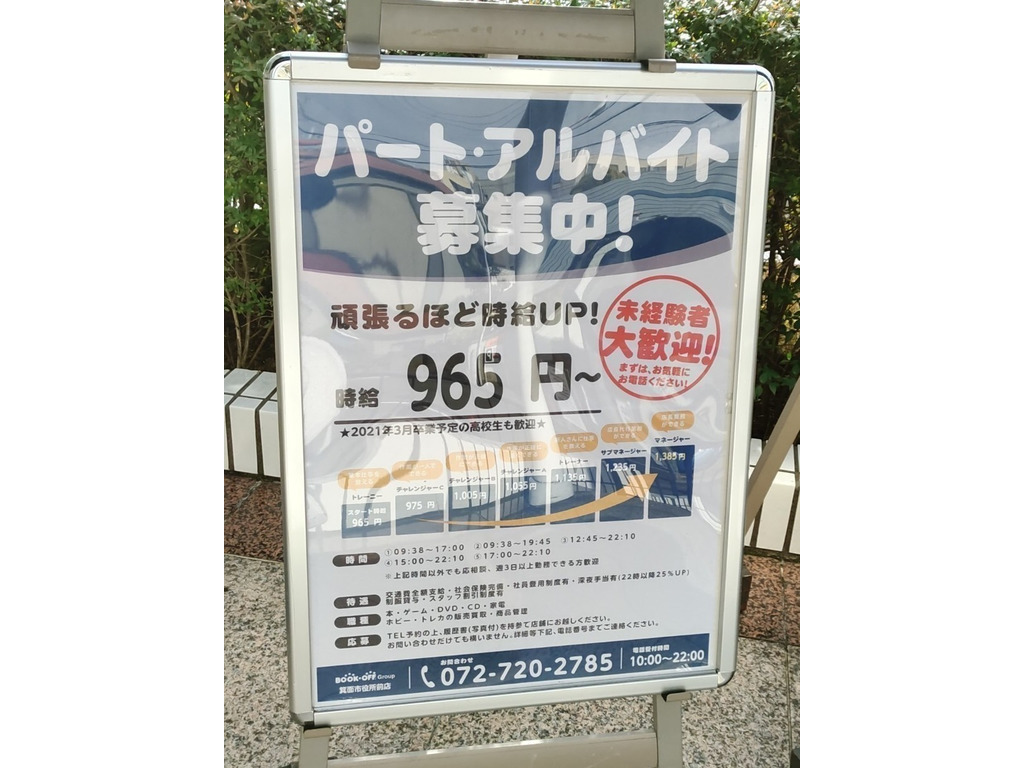 パート・アルバイト
募集中!
頑張るほど時給UP!
未経験者
大歓迎!
まずは、お気軽に
お電話ください!
時給 965円~
★2021年3月卒業予定の高校生も歓迎★
トレーニー
スタート時給
965円
チャレンジャーC
975円
チャレンジャーB
1,005円
チャレンジャーA
1,055円
トレーナー
1,135円
サブマネージャー
1,235円
マネージャー
1,385円
時間
①09:38~17:00 ②09:38~19:45 ③12:45~22:10
④15:00~22:10 ⑤17:00~22:10
※上記時間以外でも応相談、週3日以上勤務できる方歓迎
待遇
交通費全額支給・社会保険完備・社員登用制度有・深夜手当有(22時以降25%UP)
制服貸与・スタッフ割引制度有
職種
本・ゲーム・DVD・CD・家電
ホビー・トレカの販売買取・商品管理
応募
TEL予約の上、履歴書(写真付)を持参て店舗にお越しください。
お問い合わせだけでも構いません。詳細等下記、電話番号までご連絡ください。
BOOK-OFF Group
箕面市役所前店
お問合わせ
072-720-2785
電話受付時間
10:00~22:00